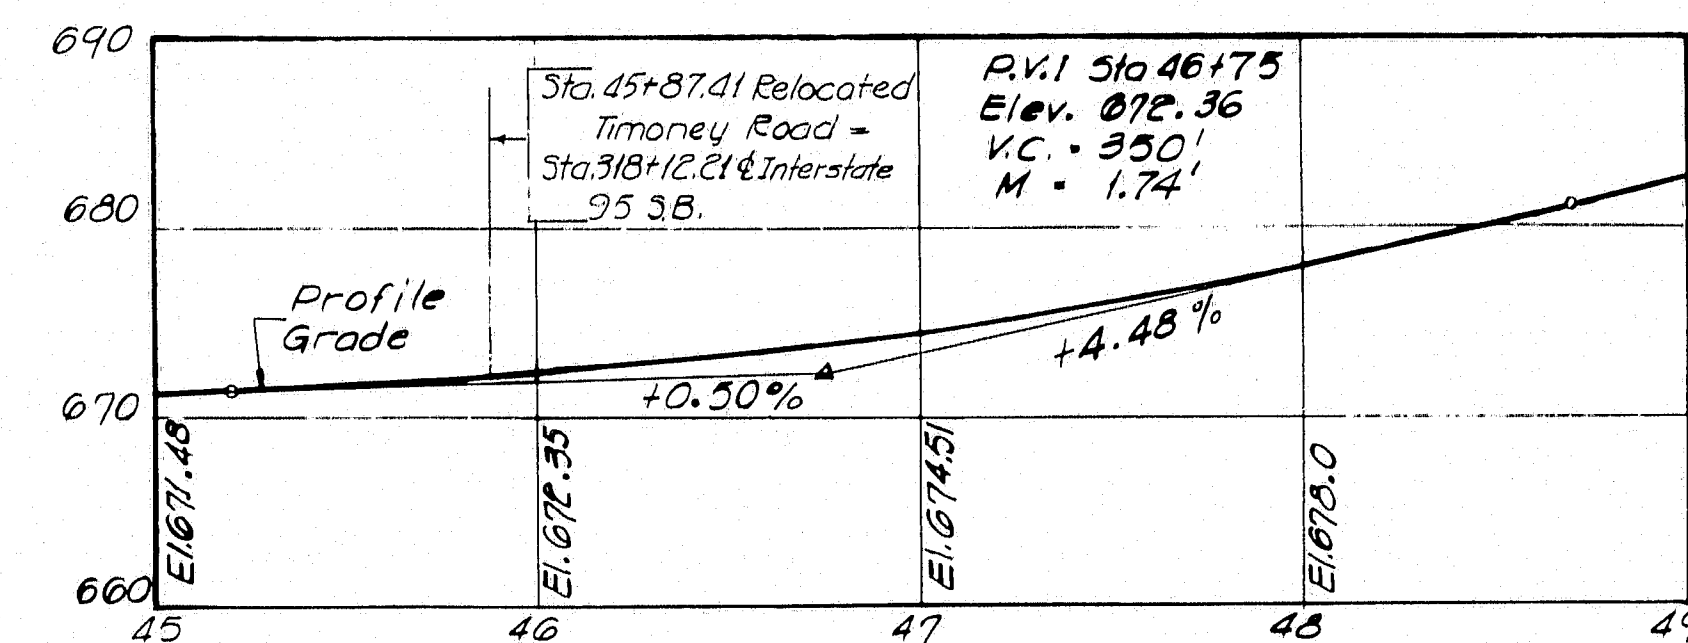 690
Sta. 45+87.41 Relocated
Timoney Road =
Sta. 318+12.21 ℄ Interstate
95 S.B.
P.V.I Sta 46+75
Elev. 672.36
V.C. = 350'
M = 1.74'
680
Profile
Grade
+4.48%
+0.50%
670
El.671.48
El.672.35
El.674.51
El.678.0
660
45
46
47
48
49